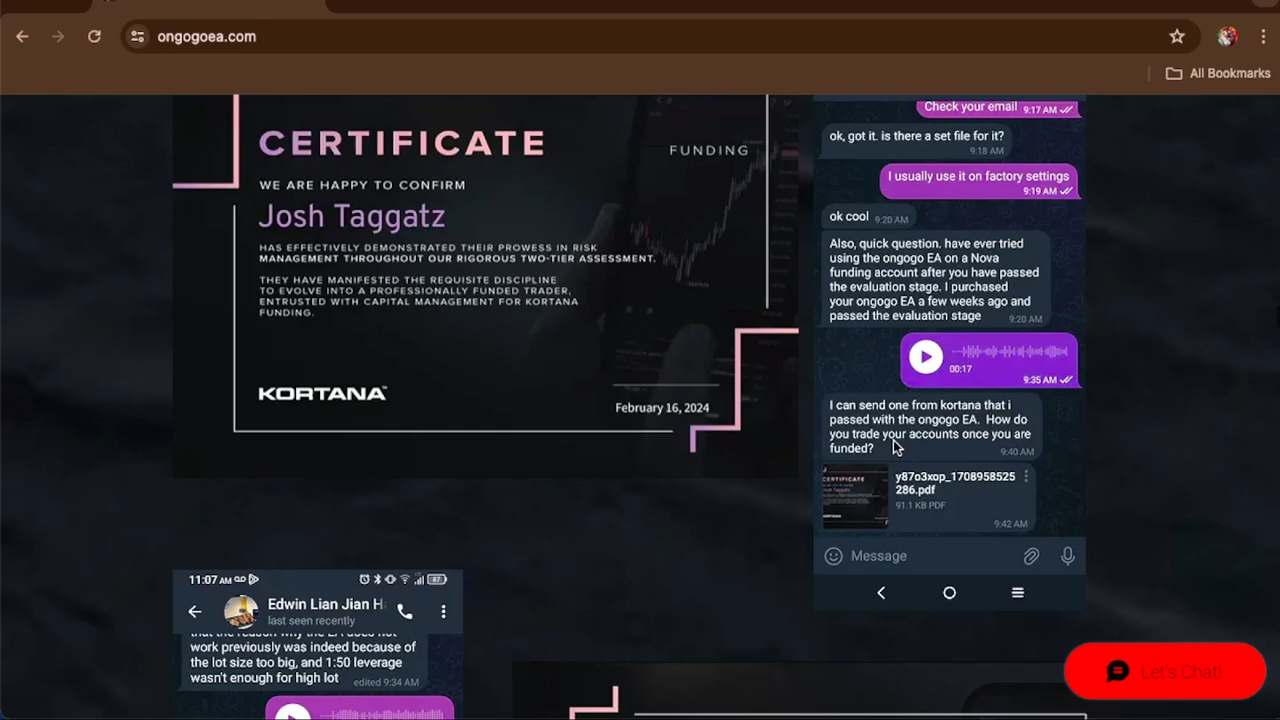 ongogoea.com
All Bookmarks
CERTIFICATE
FUNDING
WE ARE HAPPY TO CONFIRM
Josh Taggatz
HAS EFFECTIVELY DEMONSTRATED THEIR PROWESS IN RISK
MANAGEMENT THROUGHOUT OUR RIGOROUS TWO-TIER ASSESSMENT.
THEY HAVE MANIFESTED THE REQUISITE DISCIPLINE
TO EVOLVE INTO A PROFESSIONALLY FUNDED TRADER,
ENTRUSTED WITH CAPITAL MANAGEMENT FOR KORTANA
FUNDING.
KORTANA™
February 16, 2024
Check your email 9:17 AM
ok, got it. is there a set file for it?
9:18 AM
I usually use it on factory settings
9:19 AM
ok cool 9:20 AM
Also, quick question. have ever tried
using the ongogo EA on a Nova
funding account after you have passed
the evaluation stage. I purchased
your ongogo EA a few weeks ago and
passed the evaluation stage 9:20 AM
00:17
9:35 AM
I can send one from kortana that i
passed with the ongogo EA. How do
you trade your accounts once you are
funded? 9:40 AM
CERTIFICATE
KORTANA
y87o3xop_1708958525
286.pdf
91.1 KB PDF
9:42 AM
Message
11:07 AM
87
Edwin Lian Jian H
last seen recently
that the reason why the EA does not
work previously was indeed because of
the lot size too big, and 1:50 leverage
wasn't enough for high lot edited 9:34 AM
Let's Chat!